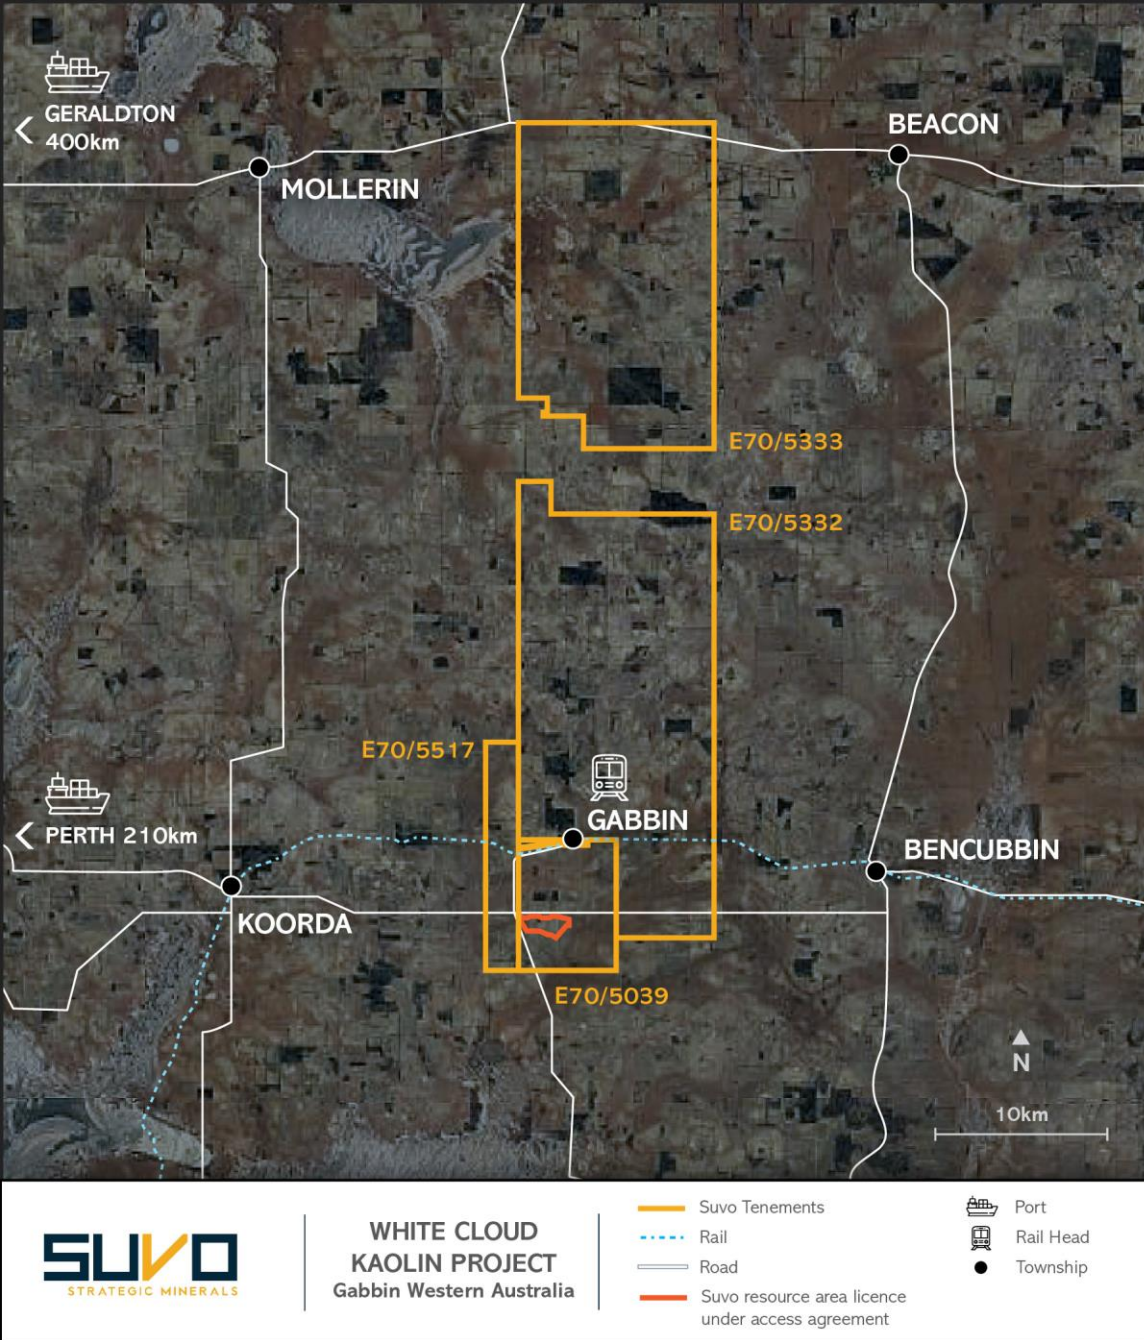 GERALDTON
400km
BEACON
MOLLERIN
E70/5333
E70/5332
E70/5517
GABBIN
PERTH 210km
BENCUBBIN
KOORDA
E70/5039
N
10km
SUVO
STRATEGIC MINERALS
WHITE CLOUD
KAOLIN PROJECT
Gabbin Western Australia
Suvo Tenements
Rail
Road
Suvo resource area licence
under access agreement
Port
Rail Head
Township